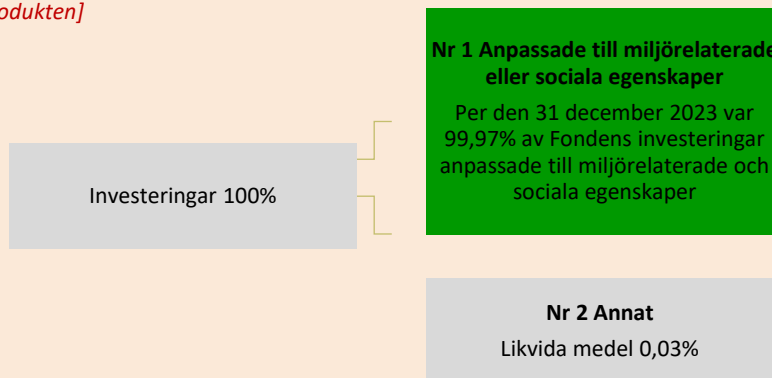 odukten]
Nr 1 Anpassade till miljörelaterade
eller sociala egenskaper
Per den 31 december 2023 var
99,97% av Fondens investeringar
anpassade till miljörelaterade och
sociala egenskaper
Investeringar 100%
Nr 2 Annat
Likvida medel 0,03%